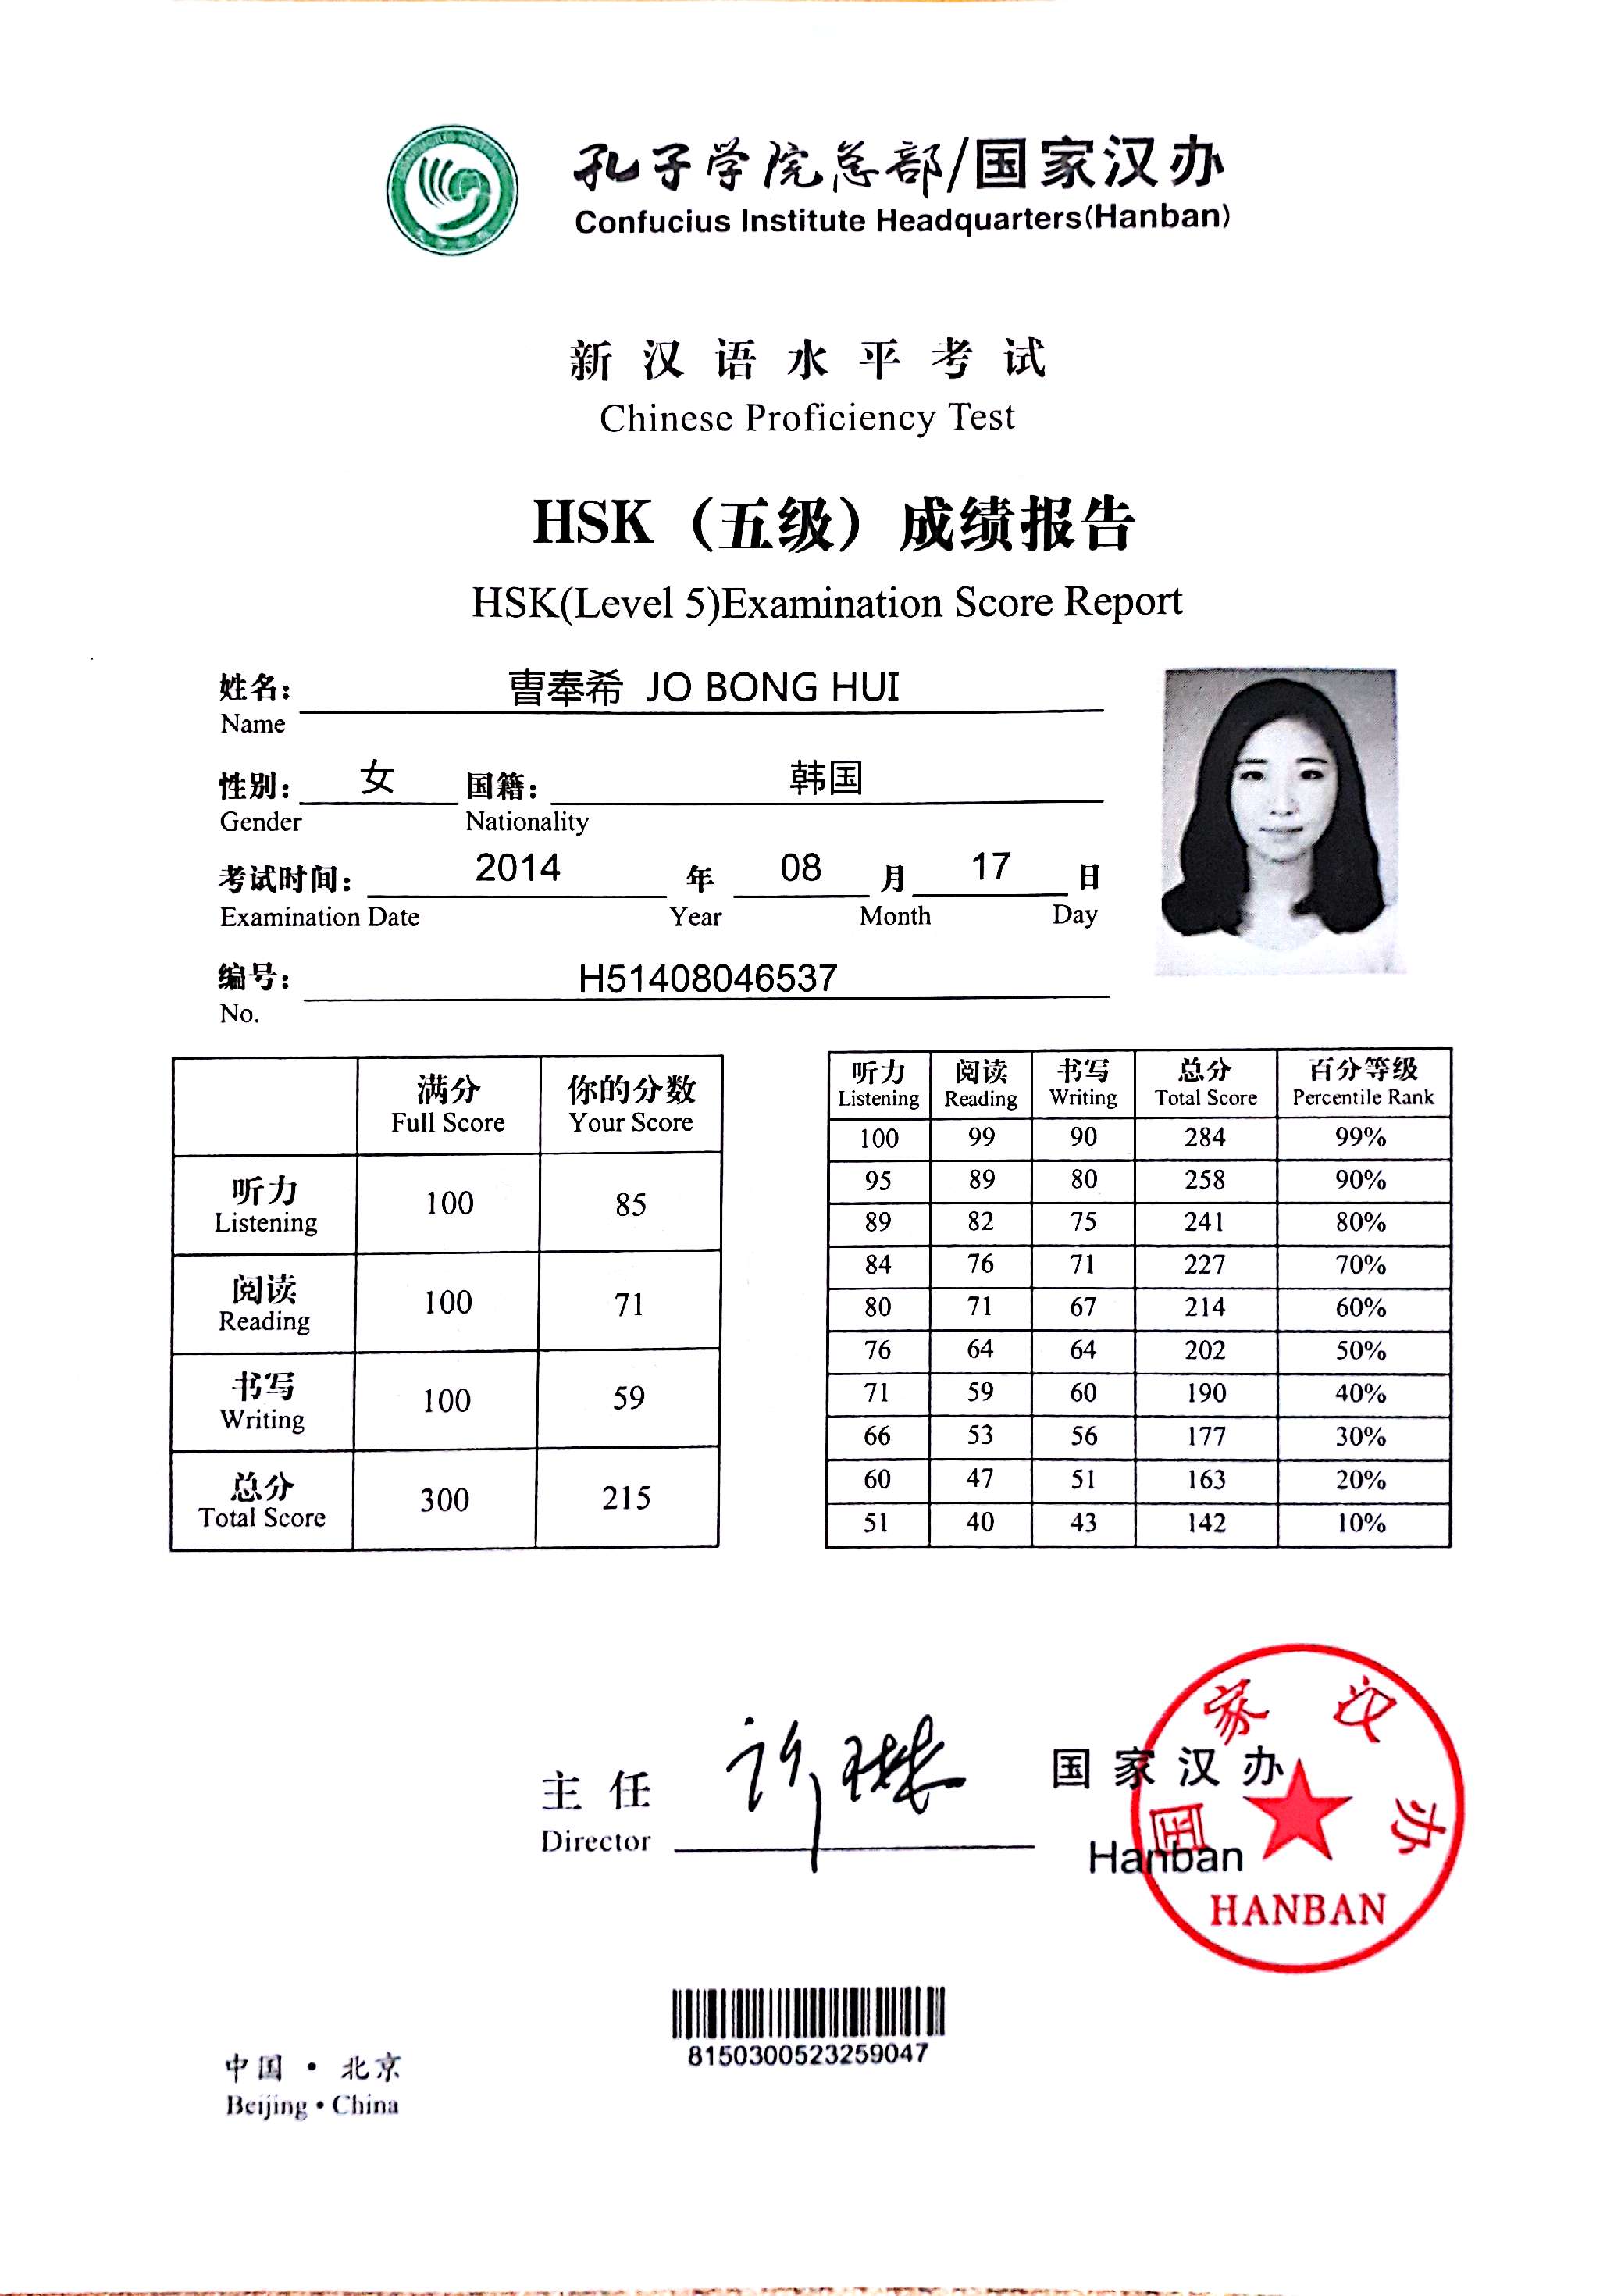 孔子学院总部/国家汉办
Confucius Institute Headquarters(Hanban)
新汉语水平考试
Chinese Proficiency Test
HSK（五级）成绩报告
HSK(Level 5)Examination Score Report
姓名： 曺奉希 JO BONG HUI
Name
性别： 女 国籍： 韩国
Gender Nationality
考试时间： 2014 年 08 月 17 日
Examination Date Year Month Day
编号： H51408046537
No.
满分 你的分数
Full Score Your Score
听力 100 85
Listening
阅读 100 71
Reading
书写 100 59
Writing
总分 300 215
Total Score
听力 阅读 书写 总分 百分等级
Listening Reading Writing Total Score Percentile Rank
100 99 90 284 99%
95 89 80 258 90%
89 82 75 241 80%
84 76 71 227 70%
80 71 67 214 60%
76 64 64 202 50%
71 59 60 190 40%
66 53 56 177 30%
60 47 51 163 20%
51 40 43 142 10%
主任 许琳 国家汉办
Director Hanban
国家汉办
HANBAN
8150300523259047
中国·北京
Beijing·China